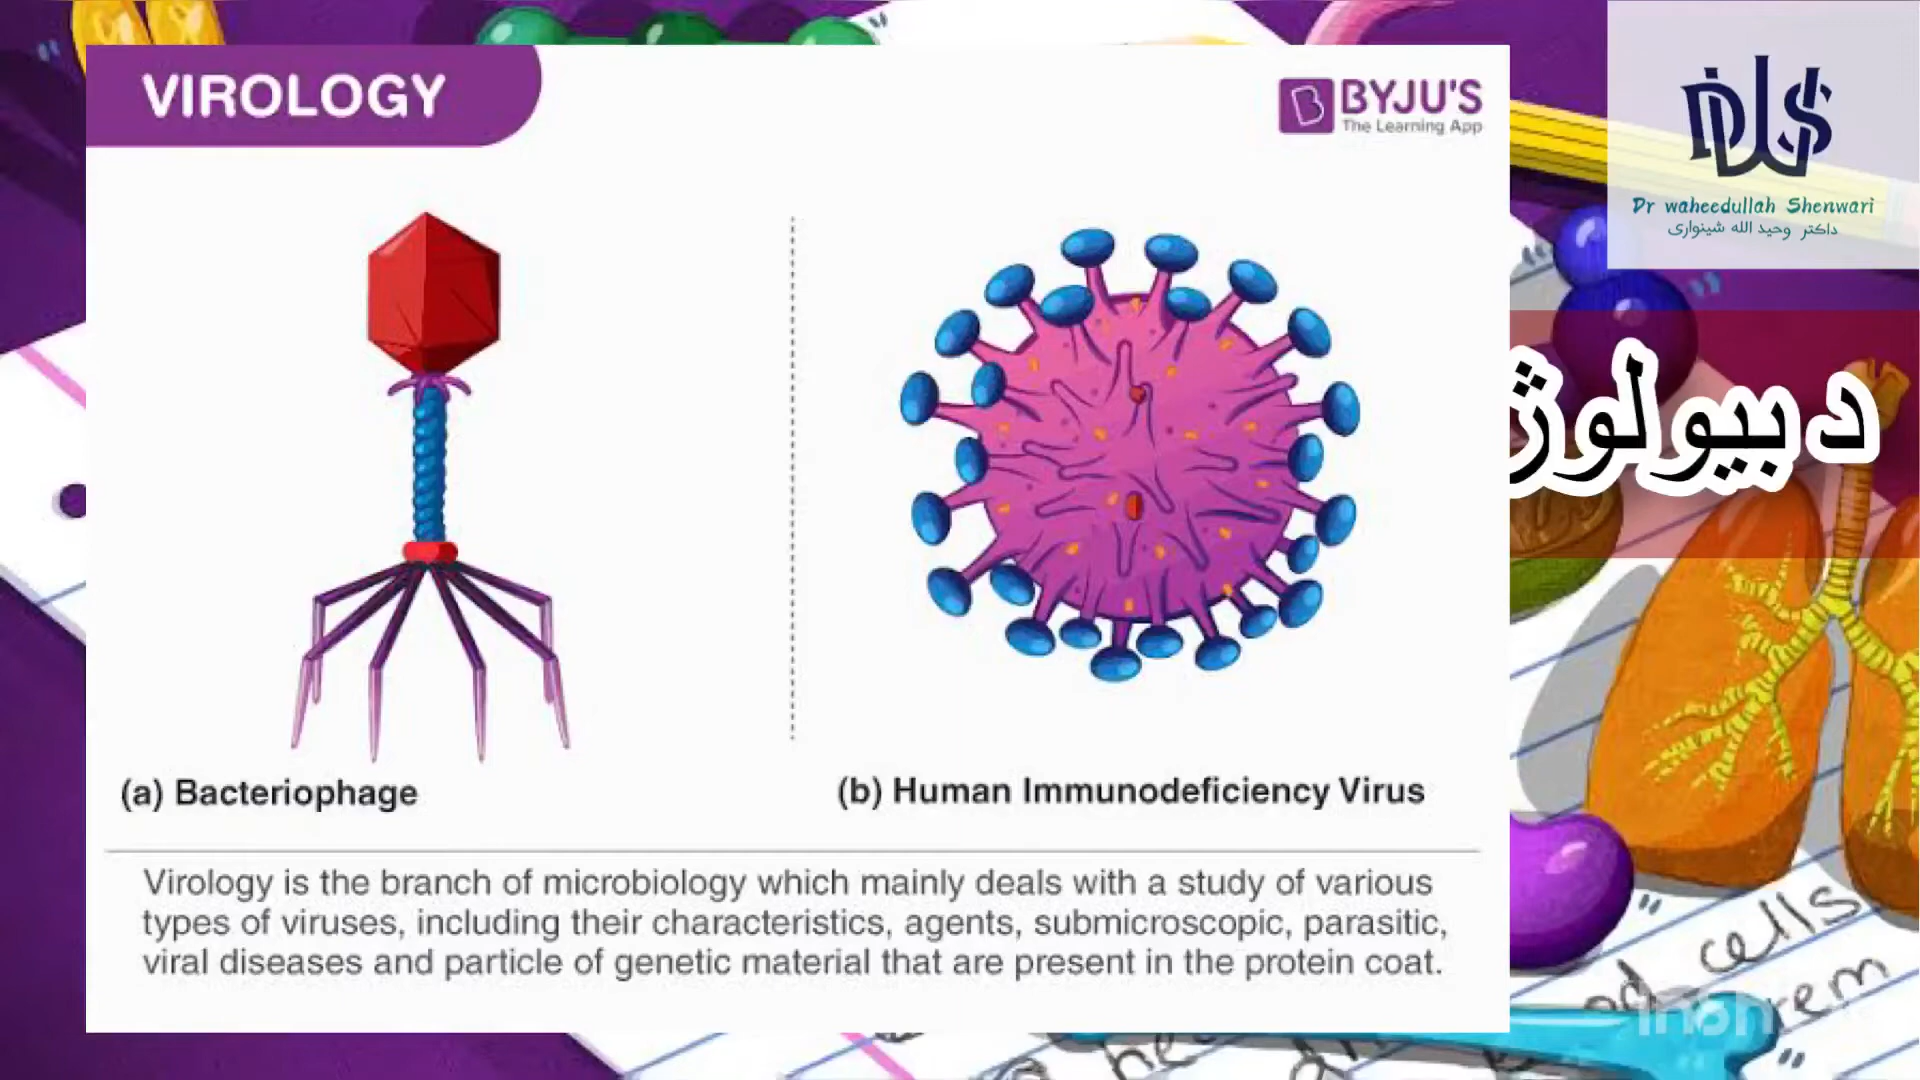 VIROLOGY
BYJU'S
The Learning App
Dr waheedullah Shenwari
داکتر وحید الله شینواری
د بیولوژ
(a) Bacteriophage
(b) Human Immunodeficiency Virus
Virology is the branch of microbiology which mainly deals with a study of various
types of viruses, including their characteristics, agents, submicroscopic, parasitic,
viral diseases and particle of genetic material that are present in the protein coat.
cells